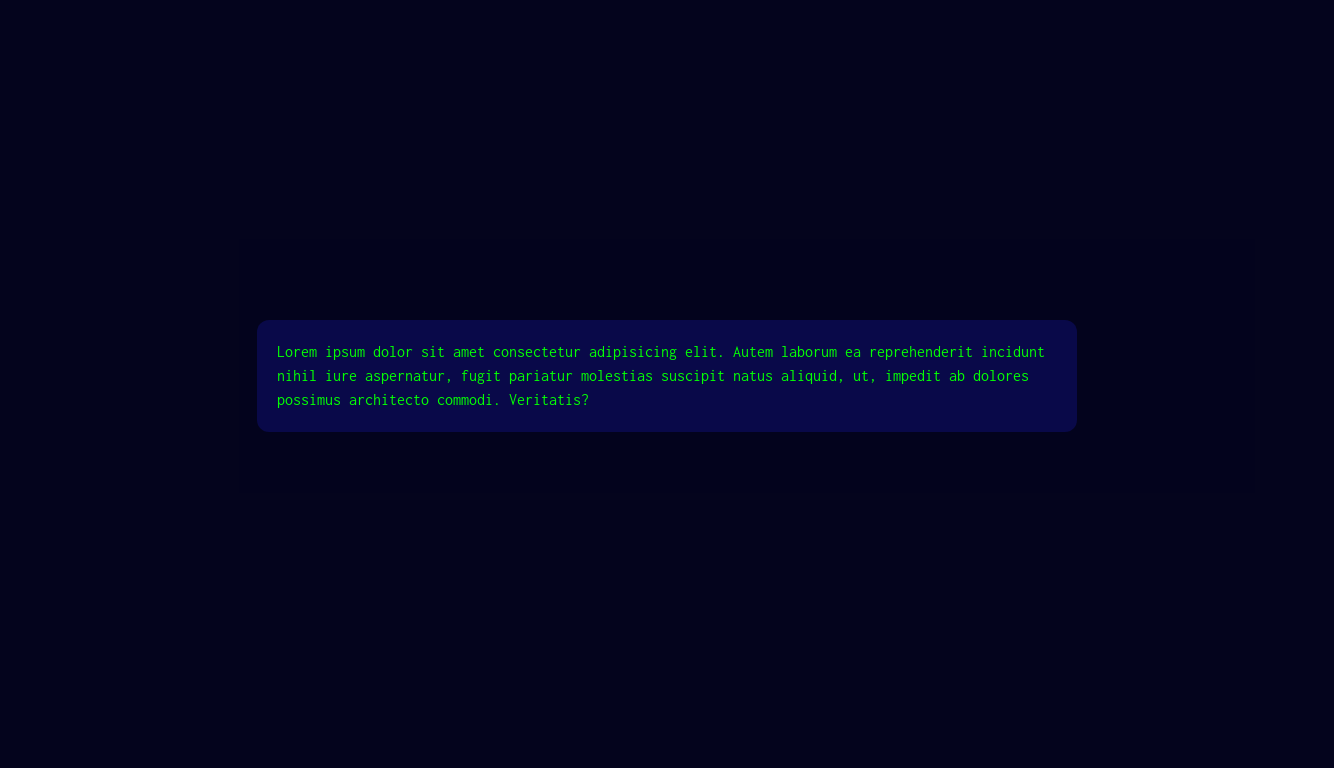 Lorem ipsum dolor sit amet consectetur adipisicing elit. Autem laborum ea reprehenderit incidunt
nihil iure aspernatur, fugit pariatur molestias suscipit natus aliquid, ut, impedit ab dolores
possimus architecto commodi. Veritatis?